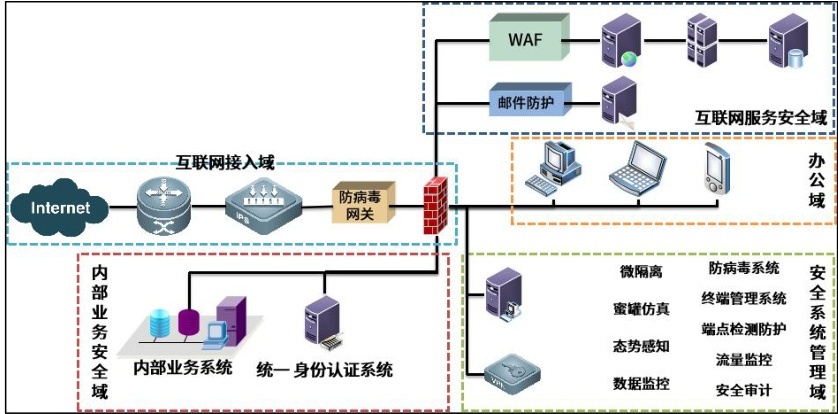 WAF
邮件防护
互联网服务安全域
互联网接入域
Internet
IPS
防病毒
网关
办公域
内部业务安全域
内部业务系统
统一身份认证系统
微隔离
防病毒系统
蜜罐仿真
终端管理系统
态势感知
端点检测防护
数据监控
流量监控
安全审计
VPN
安全系统管理域